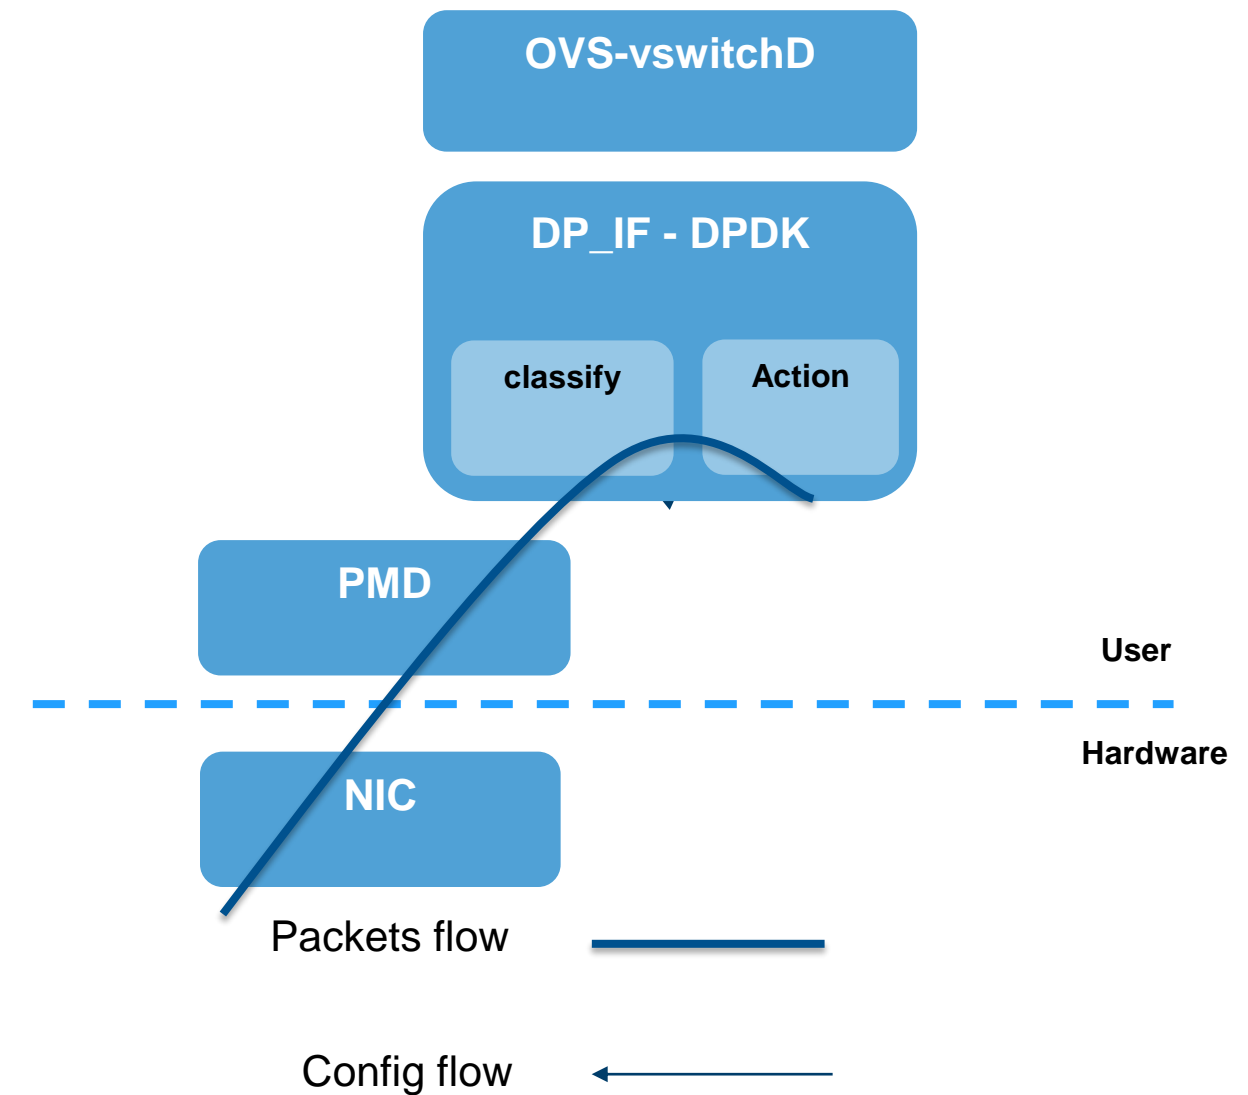 OVS-vswitchD
DP_IF - DPDK
classify
Action
PMD
User
Hardware
NIC
Packets flow
Config flow